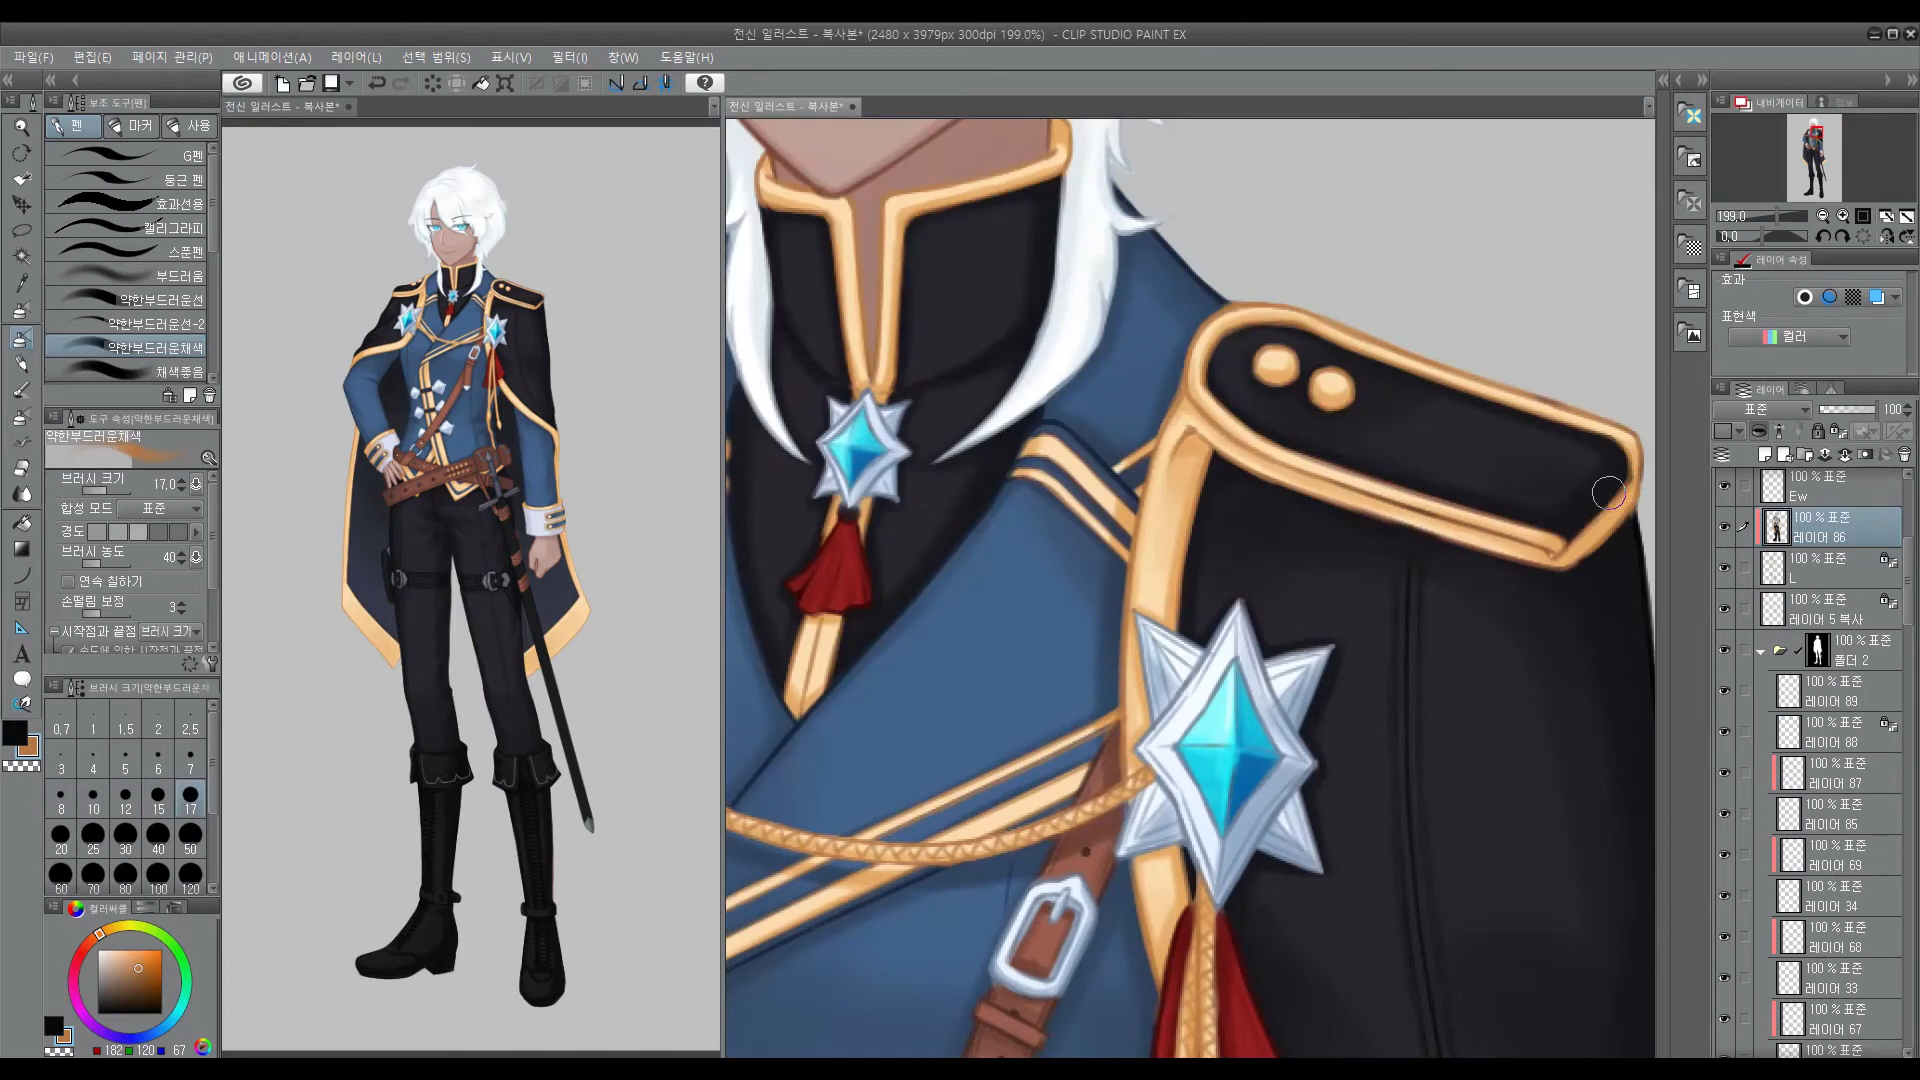 전신 일러스트 - 복사본* (2480 x 3979px 300dpi 199.0%) - CLIP STUDIO PAINT EX
파일(F) 편집(E) 페이지 관리(P) 애니메이션(A) 레이어(L) 선택 범위(S) 표시(V) 필터(I) 창(W) 도움말(H)
보조 도구[펜]
전신 일러스트 - 복사본*
전신 일러스트 - 복사본*
내비게이터
정보
펜 마커 사용
G펜
둥근 펜
효과선용
캘리그라피
스푼펜
부드러움
약한부드러운선
약한부드러운선-2
약한부드러운채색
채색좋음
도구 속성[약한부드러운채색]
약한부드러운채색
브러시 크기 17,0
합성 모드 표준
경도
브러시 농도 40
연속 칠하기
손떨림 보정 3
시작점과 끝점 브러시 크기
속도에 의한 시작점과 끝점
브러시 크기[약한부드러운채
0,7 1 1,5 2 2,5
3 4 5 6 7
8 10 12 15 17
20 25 30 40 50
60 70 80 100 120
컬러써클
182 120 67
199,0
0,0
레이어 속성
효과
표현색
컬러
레이어
표준 100
100 % 표준
Ew
100 % 표준
레이어 86
100 % 표준
L
100 % 표준
레이어 5 복사
100 % 표준
폴더 2
100 % 표준
레이어 89
100 % 표준
레이어 88
100 % 표준
레이어 87
100 % 표준
레이어 85
100 % 표준
레이어 69
100 % 표준
레이어 34
100 % 표준
레이어 68
100 % 표준
레이어 33
100 % 표준
레이어 67
100 % 표준